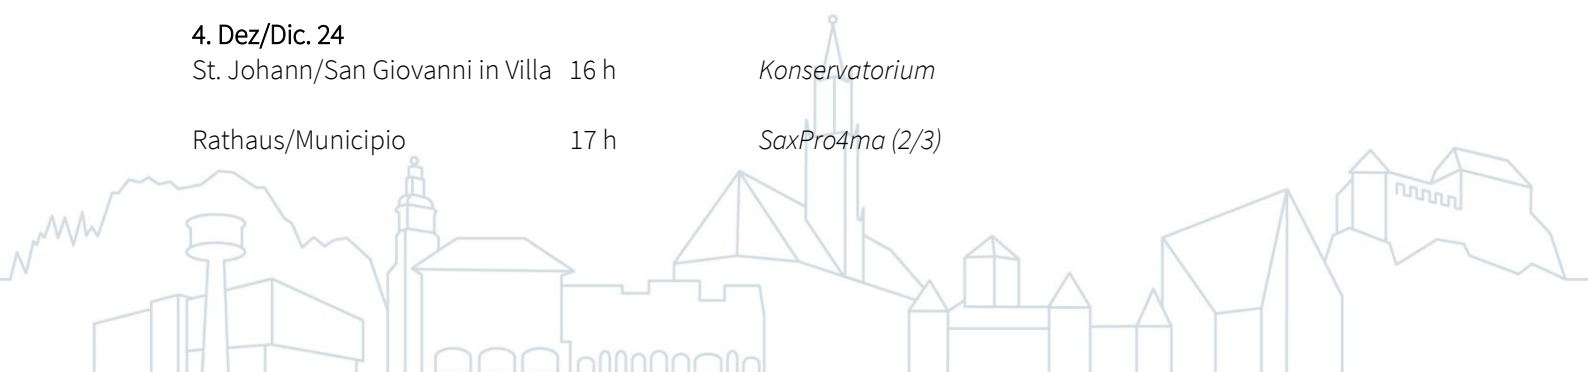 4. Dez/Dic. 24
St. Johann/San Giovanni in Villa 16 h Konservatorium
Rathaus/Municipio 17 h SaxPro4ma (2/3)